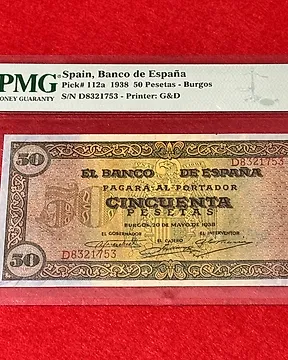 PMG Spain, Banco de España
MONEY GUARANTY Pick# 112a 1938 50 Pesetas - Burgos
S/N D8321753 - Printer: G&D
50
D8321753
EL BANCO DE ESPAÑA
PAGARÁ AL PORTADOR
CINCUENTA
PESETAS
BURGOS, 20 DE MAYO DE 1938
EL GOBERNADOR EL CAJERO EL INTERVENTOR
D8321753
50